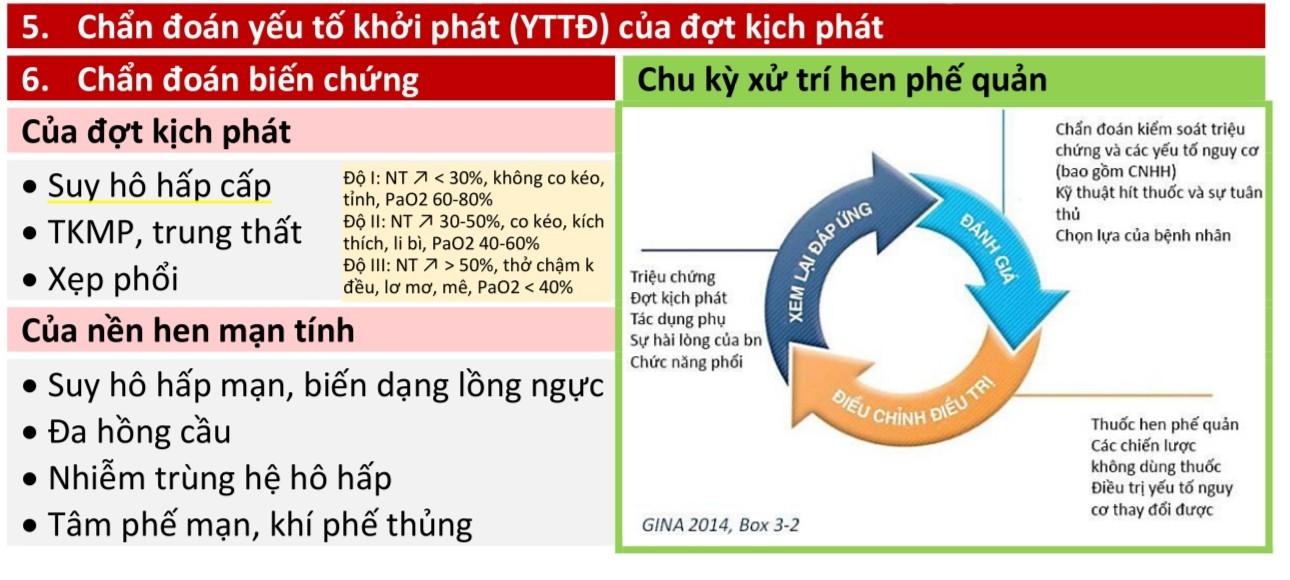 5. Chẩn đoán yếu tố khởi phát (YTTĐ) của đợt kịch phát
6. Chẩn đoán biến chứng
Của đợt kịch phát
• Suy hô hấp cấp
• TKMP, trung thất
• Xẹp phổi
Độ I: NT ↗ < 30%, không co kéo,
tỉnh, PaO2 60-80%
Độ II: NT ↗ 30-50%, co kéo, kích
thích, li bì, PaO2 40-60%
Độ III: NT ↗ > 50%, thở chậm k
đều, lơ mơ, mê, PaO2 < 40%
Của nền hen mạn tính
• Suy hô hấp mạn, biến dạng lồng ngực
• Đa hồng cầu
• Nhiễm trùng hệ hô hấp
• Tâm phế mạn, khí phế thủng
Chu kỳ xử trí hen phế quản
Chẩn đoán kiểm soát triệu
chứng và các yếu tố nguy cơ
(bao gồm CNHH)
Kỹ thuật hít thuốc và sự tuân
thủ
Chọn lựa của bệnh nhân
XEM LẠI ĐÁP ỨNG
ĐÁNH GIÁ
ĐIỀU CHỈNH ĐIỀU TRỊ
Triệu chứng
Đợt kịch phát
Tác dụng phụ
Sự hài lòng của bn
Chức năng phổi
Thuốc hen phế quản
Các chiến lược
không dùng thuốc
Điều trị yếu tố nguy
cơ thay đổi được
GINA 2014, Box 3-2